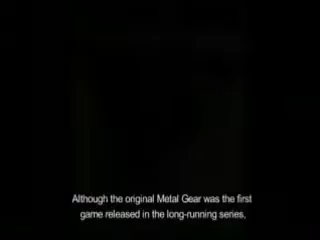 Although the original Metal Gear was the first
game released in the long-running series,